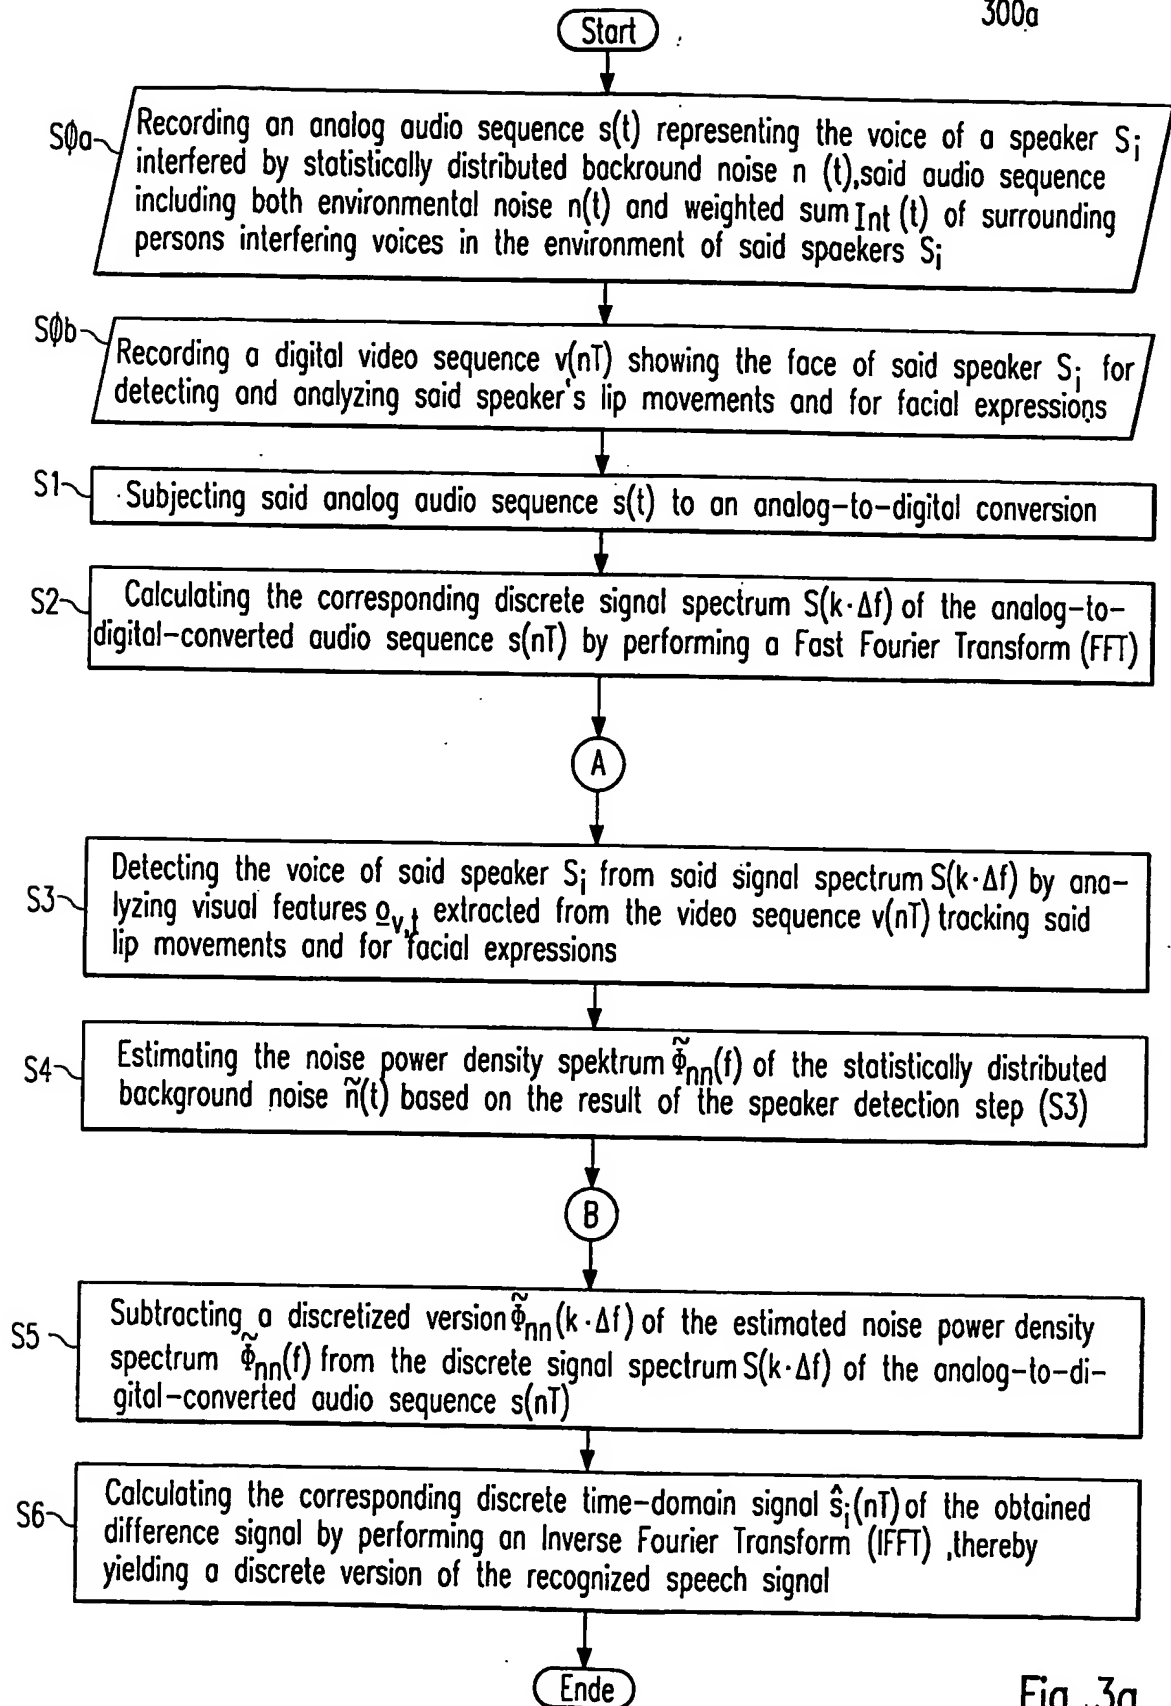 300a
Start
SØa
Recording an analog audio sequence s(t) representing the voice of a speaker Sᵢ
interfered by statistically distributed backround noise n (t),said audio sequence
including both environmental noise n(t) and weighted sum Int (t) of surrounding
persons interfering voices in the environment of said spaekers Sᵢ
SØb
Recording a digital video sequence v(nT) showing the face of said speaker Sᵢ for
detecting and analyzing said speaker's lip movements and for facial expressions
S1
Subjecting said analog audio sequence s(t) to an analog-to-digital conversion
S2
Calculating the corresponding discrete signal spectrum S(k·Δf) of the analog-to-
digital-converted audio sequence s(nT) by performing a Fast Fourier Transform (FFT)
A
S3
Detecting the voice of said speaker Sᵢ from said signal spectrum S(k·Δf) by ana-
lyzing visual features o̲v,t extracted from the video sequence v(nT) tracking said
lip movements and for facial expressions
S4
Estimating the noise power density spektrum Φ̃nn(f) of the statistically distributed
background noise ñ(t) based on the result of the speaker detection step (S3)
B
S5
Subtracting a discretized version Φ̃nn(k·Δf) of the estimated noise power density
spectrum Φ̃nn(f) from the discrete signal spectrum S(k·Δf) of the analog-to-di-
gital-converted audio sequence s(nT)
S6
Calculating the corresponding discrete time-domain signal ŝᵢ(nT) of the obtained
difference signal by performing an Inverse Fourier Transform (IFFT) ,thereby
yielding a discrete version of the recognized speech signal
Ende
Fig. 3a